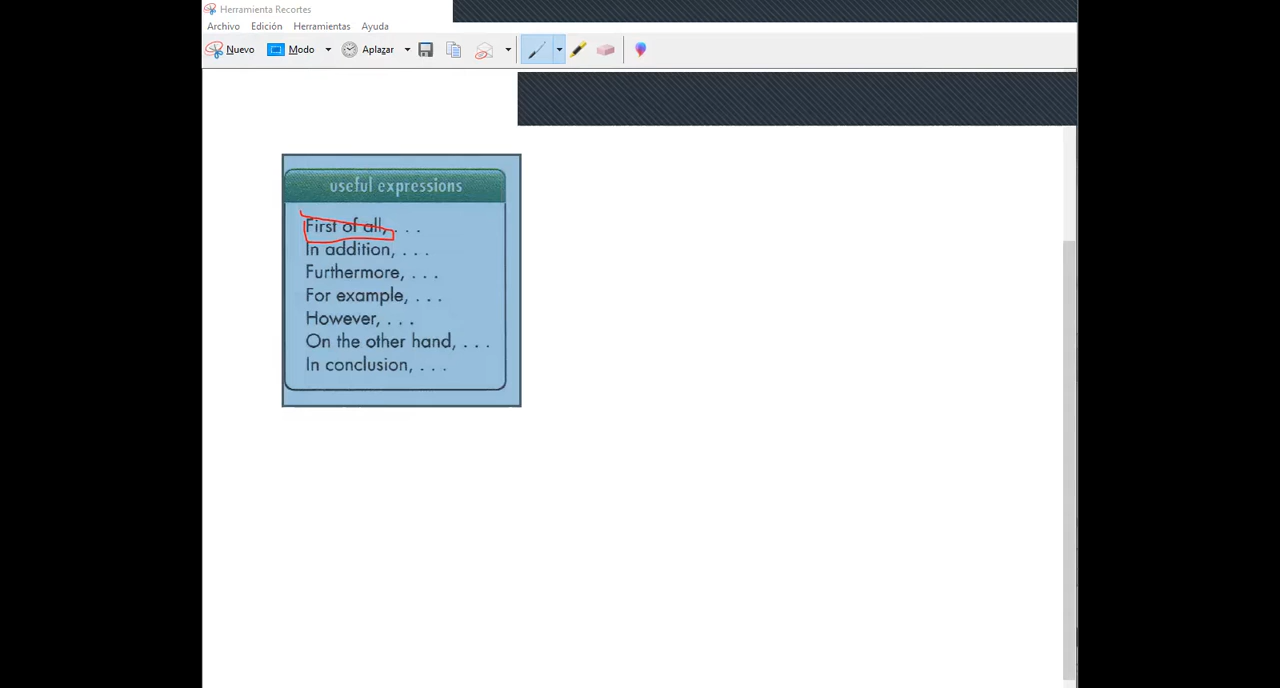 Herramienta Recortes
Archivo Edición Herramientas Ayuda
Nuevo Modo Aplazar
useful expressions
First of all, . . .
In addition, . . .
Furthermore, . . .
For example, . . .
However, . . .
On the other hand, . . .
In conclusion, . . .